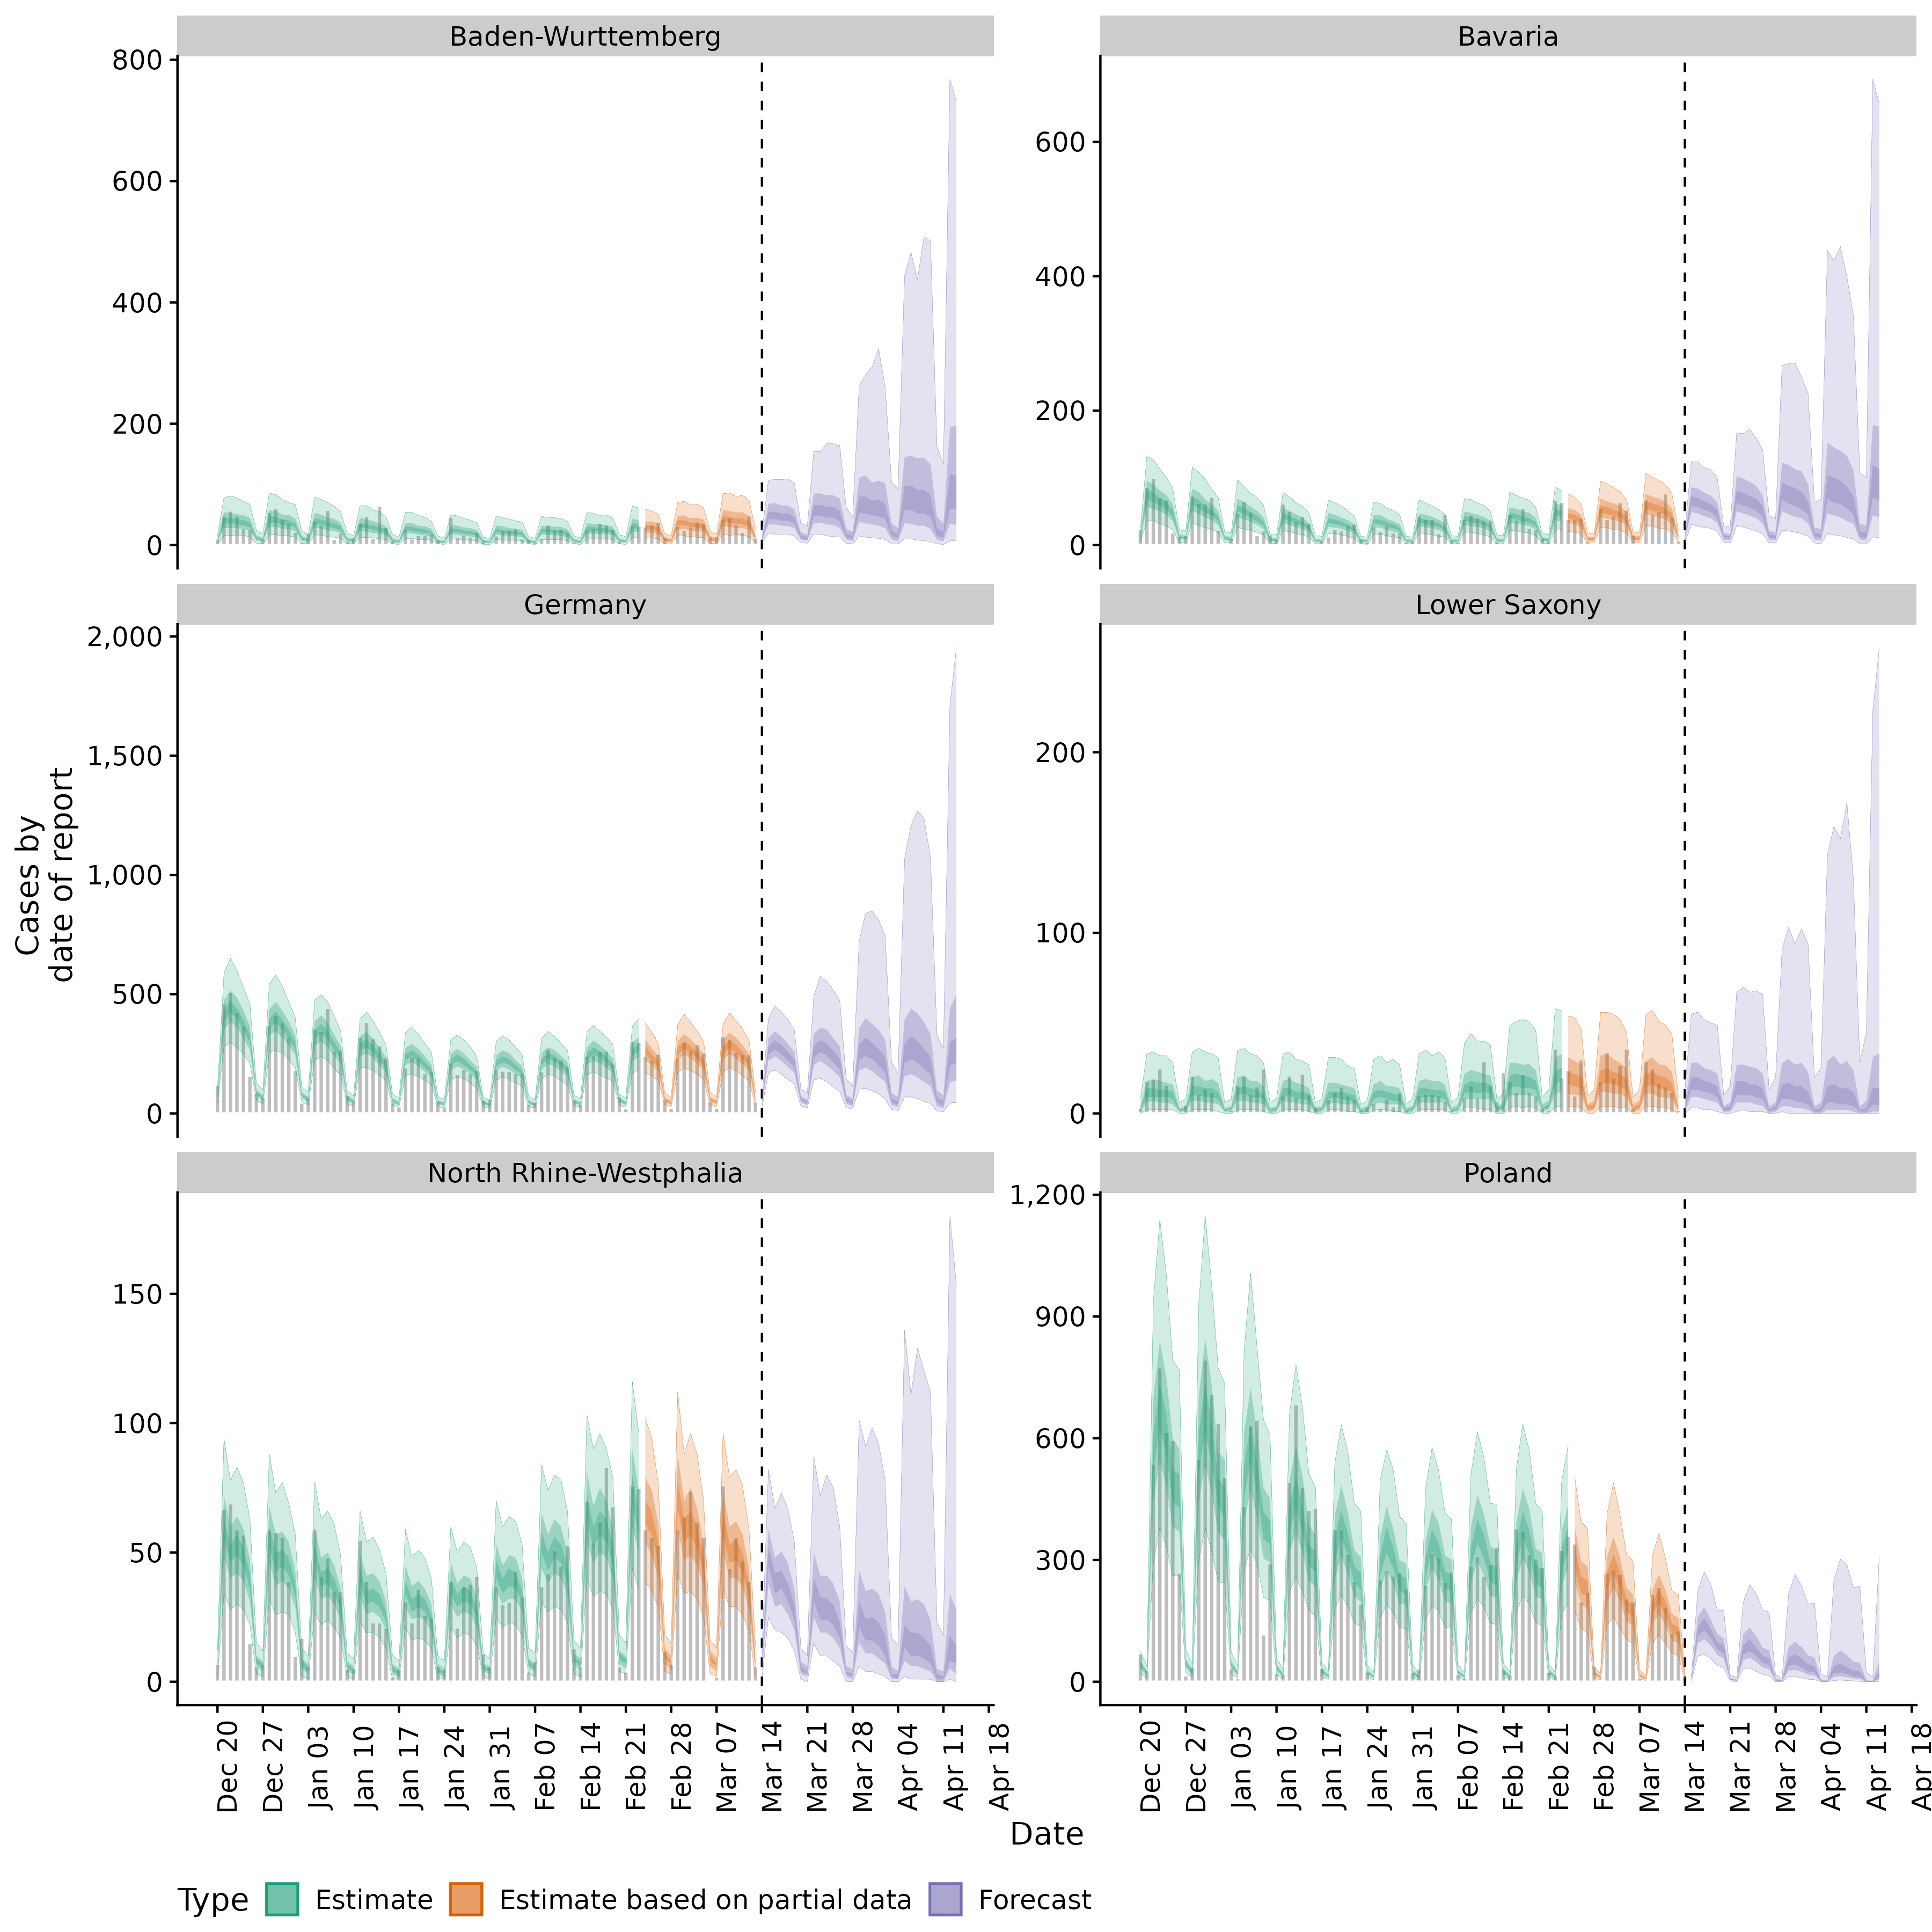 Baden-Wurttemberg
Bavaria
800
600
400
200
0
600
400
200
0
Germany
Lower Saxony
2,000
1,500
1,000
500
0
200
100
0
Cases by
date of report
North Rhine-Westphalia
Poland
150
100
50
0
1,200
900
600
300
0
Dec 20
Dec 27
Jan 03
Jan 10
Jan 17
Jan 24
Jan 31
Feb 07
Feb 14
Feb 21
Feb 28
Mar 07
Mar 14
Mar 21
Mar 28
Apr 04
Apr 11
Apr 18
Dec 20
Dec 27
Jan 03
Jan 10
Jan 17
Jan 24
Jan 31
Feb 07
Feb 14
Feb 21
Feb 28
Mar 07
Mar 14
Mar 21
Mar 28
Apr 04
Apr 11
Apr 18
Date
Type Estimate Estimate based on partial data Forecast